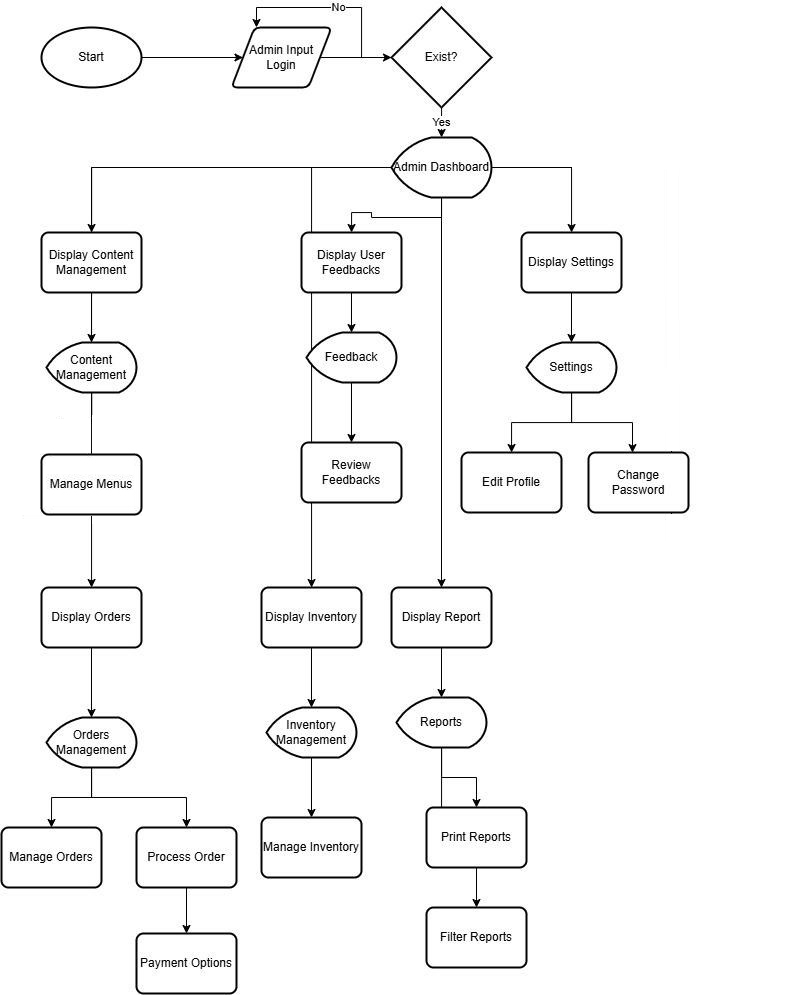 No
Start
Admin Input
Login
Exist?
Yes
Admin Dashboard
Display Content
Management
Display User
Feedbacks
Display Settings
Content
Management
Feedback
Settings
Manage Menus
Review
Feedbacks
Edit Profile
Change
Password
Display Orders
Display Inventory
Display Report
Orders
Management
Inventory
Management
Reports
Manage Orders
Process Order
Manage Inventory
Print Reports
Payment Options
Filter Reports